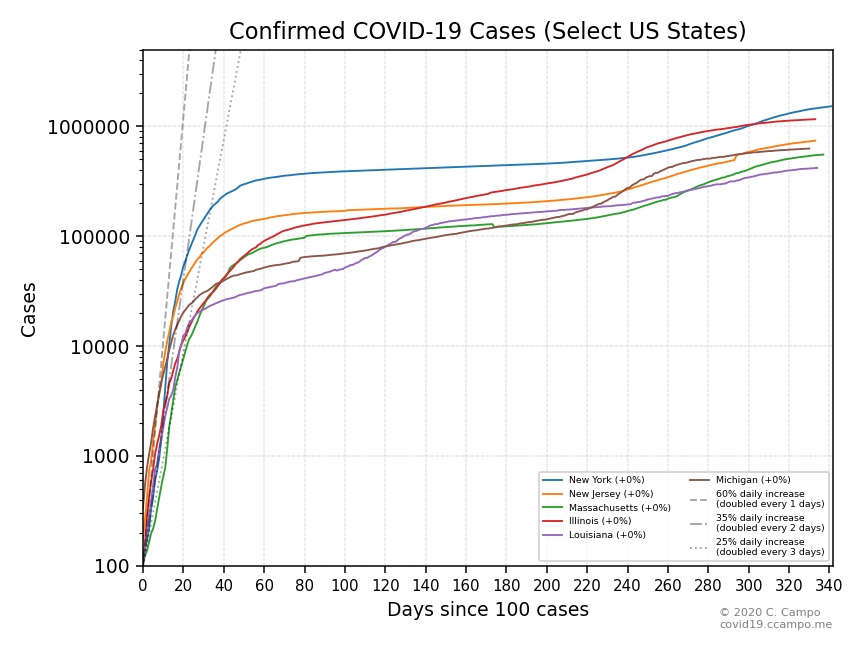 Confirmed COVID-19 Cases (Select US States)
1000000
100000
10000
1000
100
Cases
0 20 40 60 80 100 120 140 160 180 200 220 240 260 280 300 320 340
Days since 100 cases
New York (+0%)
New Jersey (+0%)
Massachusetts (+0%)
Illinois (+0%)
Louisiana (+0%)
Michigan (+0%)
60% daily increase
(doubled every 1 days)
35% daily increase
(doubled every 2 days)
25% daily increase
(doubled every 3 days)
© 2020 C. Campo
covid19.ccampo.me